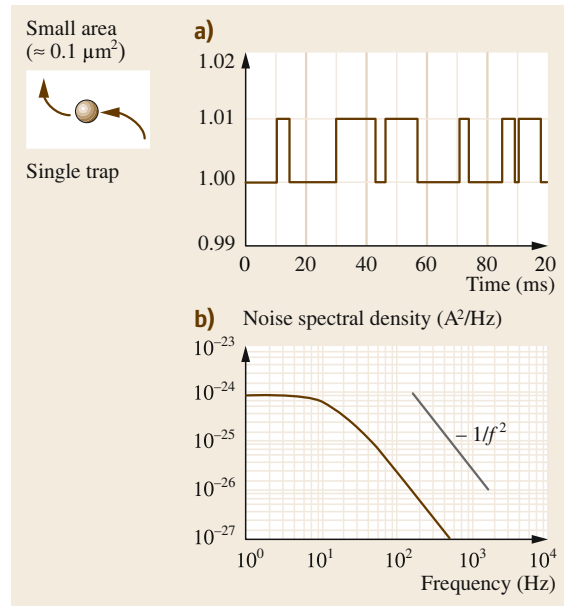 Small area
(≈ 0.1 μm²)
Single trap
a)
1.02
1.01
1.00
0.99
0 20 40 60 80 20
Time (ms)
b) Noise spectral density (A²/Hz)
10⁻²³
10⁻²⁴
10⁻²⁵
10⁻²⁶
10⁻²⁷
– 1/f²
10⁰ 10¹ 10² 10³ 10⁴
Frequency (Hz)